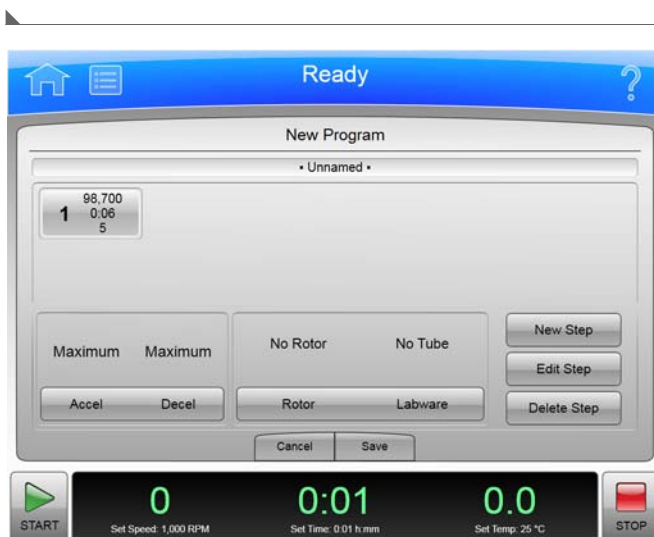 Ready
New Program
▪ Unnamed ▪
1
98,700
0:06
5
Maximum Maximum
No Rotor No Tube
New Step
Edit Step
Accel Decel
Rotor Labware
Delete Step
Cancel Save
START
0
Set Speed: 1,000 RPM
0:01
Set Time: 0:01 h:mm
0.0
Set Temp: 25 °C
STOP